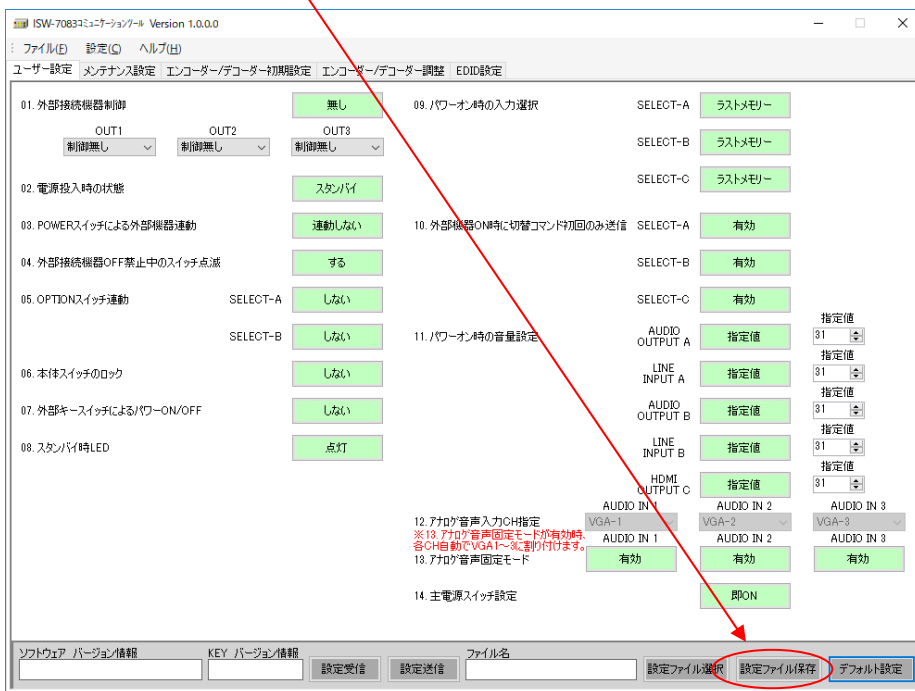 ISW-7083ｺﾐｭﾆｹｰｼｮﾝﾂｰﾙ Version 1.0.0.0
ファイル(F) 設定(C) ヘルプ(H)
ユーザー設定 メンテナンス設定 エンコーダー/デコーダー初期設定 エンコーダー/デコーダー調整 EDID設定
01.外部接続機器制御 無し
OUT1 OUT2 OUT3
制御無し 制御無し 制御無し
02.電源投入時の状態 スタンバイ
03.POWERスイッチによる外部機器連動 連動しない
04.外部接続機器OFF禁止中のスイッチ点滅 する
05.OPTIONスイッチ連動 SELECT-A しない
SELECT-B しない
06.本体スイッチのロック しない
07.外部キースイッチによるパワーON/OFF しない
08.スタンバイ時LED 点灯
09.パワーオン時の入力選択 SELECT-A ラストメモリー
SELECT-B ラストメモリー
SELECT-C ラストメモリー
10.外部機器ON時に切替コマンド初回のみ送信 SELECT-A 有効
SELECT-B 有効
SELECT-C 有効
指定値
11.パワーオン時の音量設定 AUDIO OUTPUT A 指定値 31
指定値
LINE INPUT A 指定値 31
指定値
AUDIO OUTPUT B 指定値 31
指定値
LINE INPUT B 指定値 31
指定値
HDMI OUTPUT C 指定値 31
AUDIO IN 1 AUDIO IN 2 AUDIO IN 3
12.アナログ音声入力CH指定 VGA-1 VGA-2 VGA-3
※13.アナログ音声固定モードが有効時、
各CH自動でVGA1～3に割り付けます。
AUDIO IN 1 AUDIO IN 2 AUDIO IN 3
13.アナログ音声固定モード 有効 有効 有効
14.主電源スイッチ設定 即ON
ソフトウェア バージョン情報 KEY バージョン情報 ファイル名
設定受信 設定送信 設定ファイル選択 設定ファイル保存 デフォルト設定